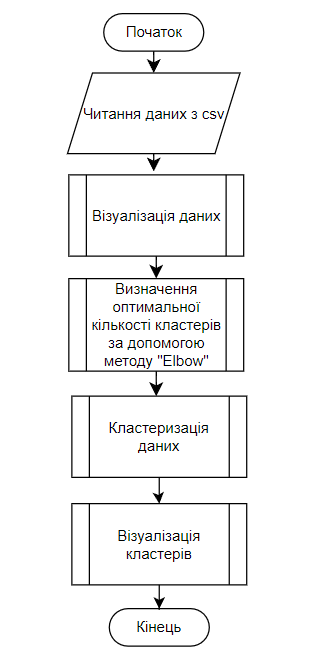 Початок
Читання даних з csv
Візуалізація даних
Визначення
оптимальної
кількості кластерів
за допомогою
методу "Elbow"
Кластеризація
даних
Візуалізація
кластерів
Кінець